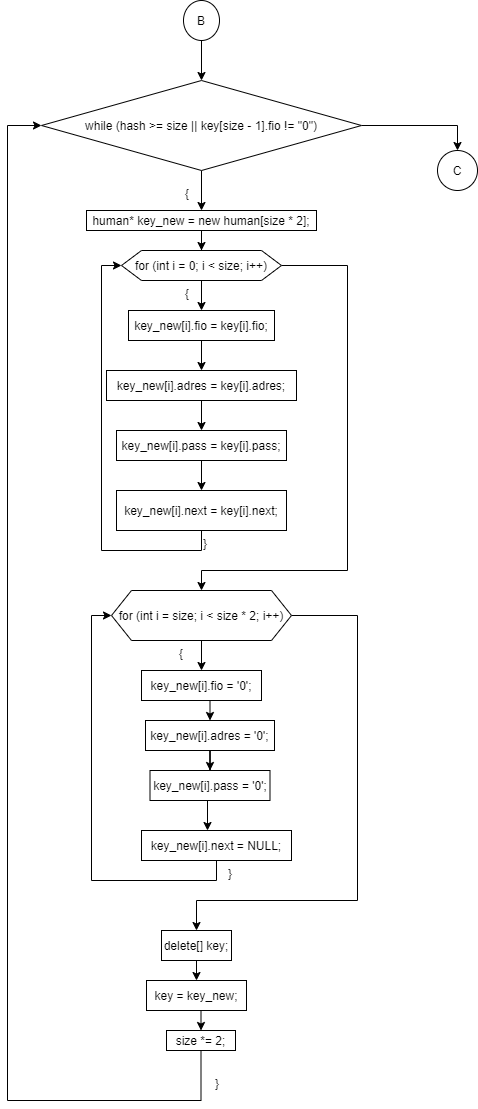 B
while (hash >= size || key[size - 1].fio != "0")
C
{
human* key_new = new human[size * 2];
for (int i = 0; i < size; i++)
{
key_new[i].fio = key[i].fio;
key_new[i].adres = key[i].adres;
key_new[i].pass = key[i].pass;
key_new[i].next = key[i].next;
}
for (int i = size; i < size * 2; i++)
{
key_new[i].fio = '0';
key_new[i].adres = '0';
key_new[i].pass = '0';
key_new[i].next = NULL;
}
delete[] key;
key = key_new;
size *= 2;
}